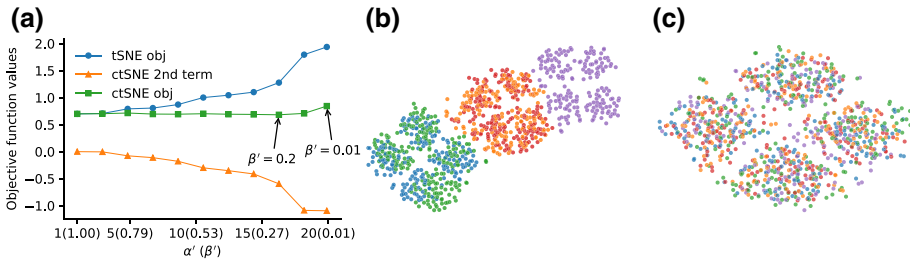 (a)
Objective function values
2.0
1.5
1.0
0.5
0.0
−0.5
−1.0
tSNE obj
ctSNE 2nd term
ctSNE obj
β′ = 0.2
β′ = 0.01
1(1.00) 5(0.79) 10(0.53) 15(0.27) 20(0.01)
α′ (β′)
(b)
(c)